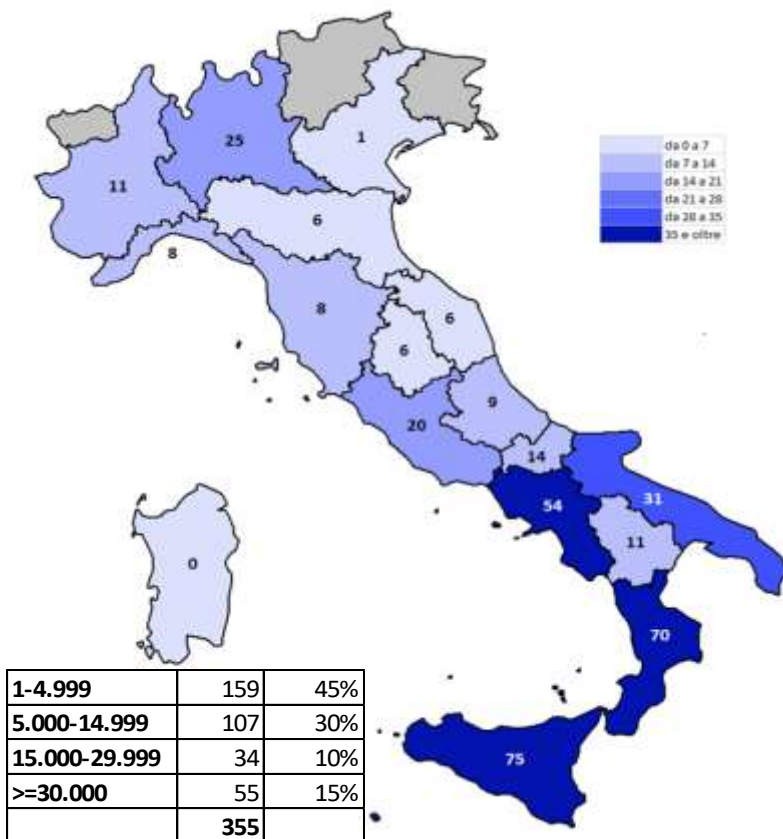 1
25
11
6
8
8
6
6
9
20
14
54
31
11
0
70
75
da 0 a 7
da 7 a 14
da 14 a 21
da 21 a 28
da 28 a 35
35 e oltre
1-4.999 159 45%
5.000-14.999 107 30%
15.000-29.999 34 10%
>=30.000 55 15%
355